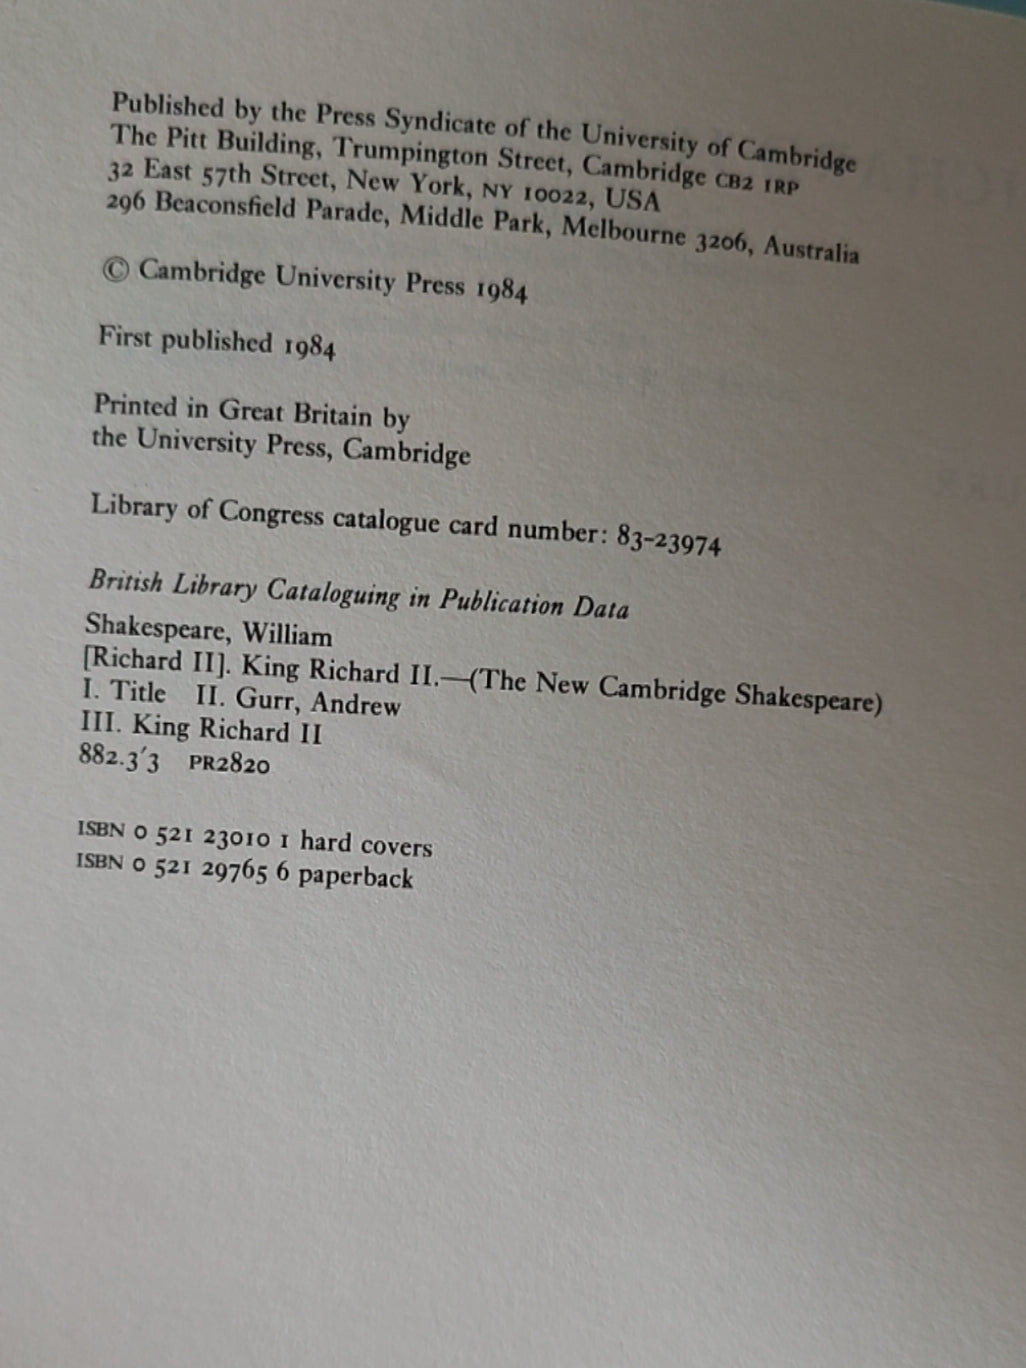 Published by the Press Syndicate of the University of Cambridge
The Pitt Building, Trumpington Street, Cambridge CB2 1RP
32 East 57th Street, New York, NY 10022, USA
296 Beaconsfield Parade, Middle Park, Melbourne 3206, Australia
© Cambridge University Press 1984
First published 1984
Printed in Great Britain by
the University Press, Cambridge
Library of Congress catalogue card number: 83-23974
British Library Cataloguing in Publication Data
Shakespeare, William
[Richard II]. King Richard II.—(The New Cambridge Shakespeare)
I. Title II. Gurr, Andrew
III. King Richard II
882.3′3 PR2820
ISBN 0 521 23010 1 hard covers
ISBN 0 521 29765 6 paperback